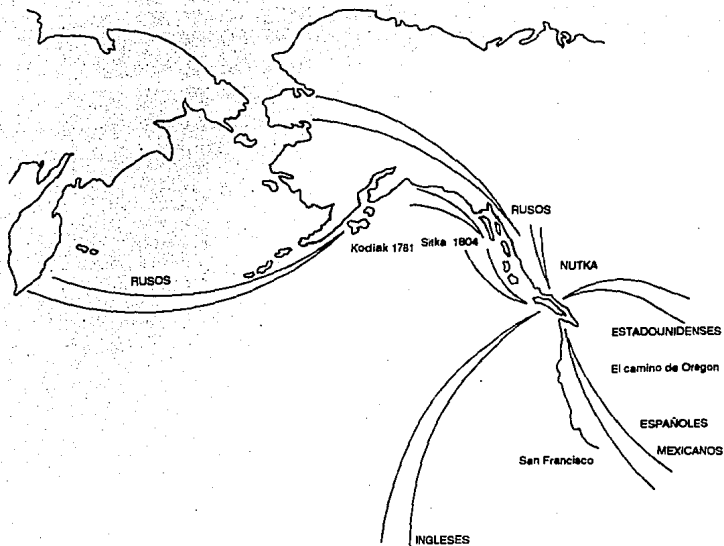 RUSOS
Kodiak 1781 Sitka 1804
NUTKA
RUSOS
ESTADOUNIDENSES
El camino de Oregon
ESPAÑOLES
MEXICANOS
San Francisco
INGLESES